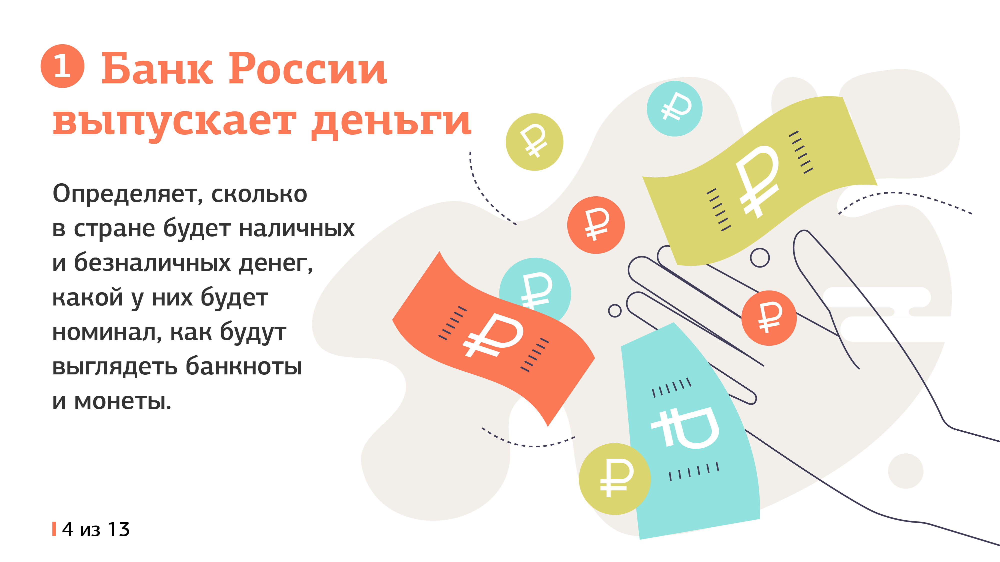 1 Банк России
выпускает деньги
Определяет, сколько
в стране будет наличных
и безналичных денег,
какой у них будет
номинал, как будут
выглядеть банкноты
и монеты.
₽
₽
₽
₽
₽
₽
₽
₽
₽
4 из 13